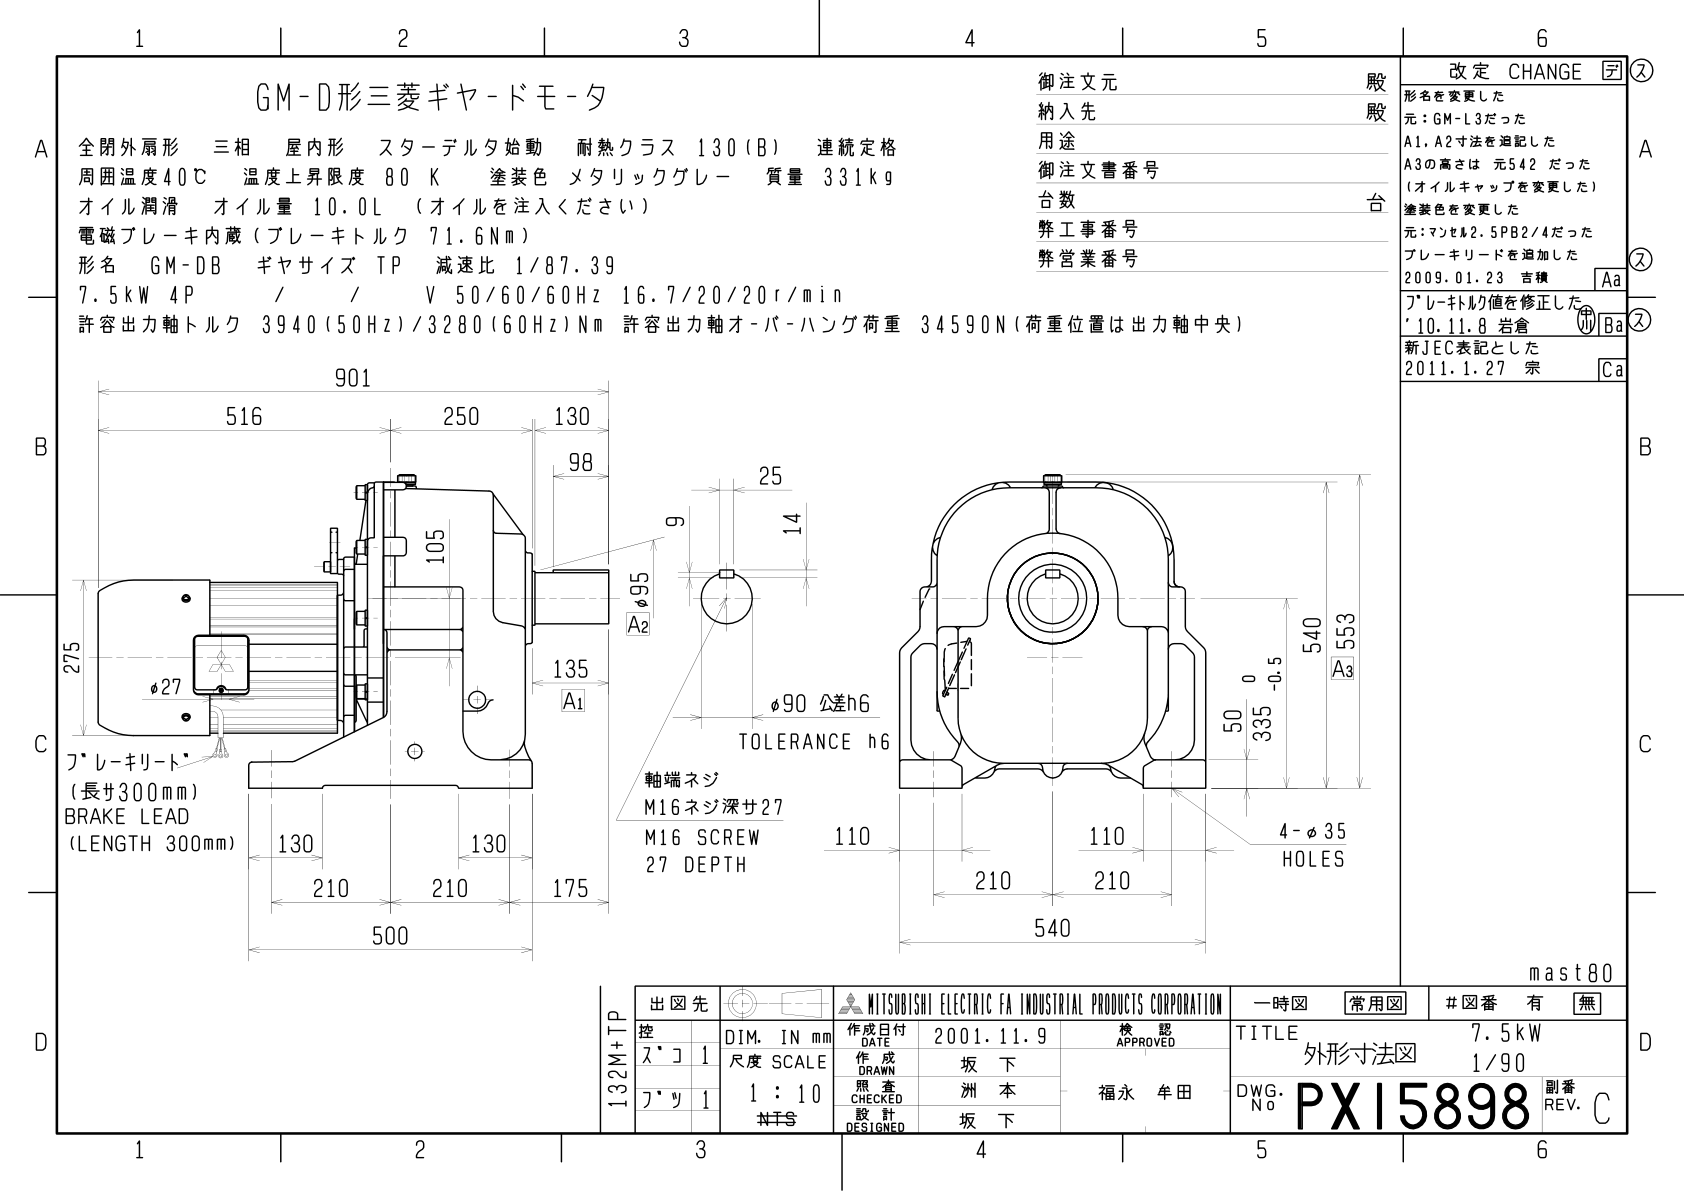 1 2 3 4 5 6
GM-D形三菱ギヤードモータ
全閉外扇形 三相 屋内形 スターデルタ始動 耐熱クラス 130(B) 連続定格
周囲温度40℃ 温度上昇限度 80 K 塗装色 メタリックグレー 質量 331kg
オイル潤滑 オイル量 10.0L (オイルを注入ください)
電磁ブレーキ内蔵(ブレーキトルク 71.6Nm)
形名 GM-DB ギヤサイズ TP 減速比 1/87.39
7.5kW 4P / / V 50/60/60Hz 16.7/20/20r/min
許容出力軸トルク 3940(50Hz)/3280(60Hz)Nm 許容出力軸オーバーハング荷重 34590N(荷重位置は出力軸中央)
御注文元 殿
納入先 殿
用途
御注文書番号
台数 台
弊工事番号
弊営業番号
改定 CHANGE デ ス
形名を変更した
元:GM-L3だった
A1,A2寸法を追記した
A3の高さは 元542 だった
(オイルキャップを変更した)
塗装色を変更した
元:マンセル2.5PB2/4だった
ブレーキリードを追加した ス
2009.01.23 吉積 Aa
ブレーキトルク値を修正した
'10.11.8 岩倉 Ba ス
新JEC表記とした
2011.1.27 宗 Ca
A A
B B
C C
D D
901
516 250 130
98
105
275
φ27
φ95
A2
135
A1
ブレーキリード
(長サ300mm)
BRAKE LEAD
(LENGTH 300mm)
130 130
210 210 175
500
25
9
14
φ90 公差h6
TOLERANCE h6
軸端ネジ
M16ネジ深サ27
M16 SCREW
27 DEPTH
540
553
A3
50
335 0 -0.5
110 110
4-φ35
HOLES
210 210
540
mast80
132M+TP
出図先
控
ズコ 1
ブツ 1
DIM. IN mm
尺度 SCALE
1 : 10
NTS
MITSUBISHI ELECTRIC FA INDUSTRIAL PRODUCTS CORPORATION
作成日付
DATE
2001.11.9
作成
DRAWN
坂下
照査
CHECKED
洲本
設計
DESIGNED
坂下
検認
APPROVED
福永 牟田
一時図 常用図 #図番 有 無
TITLE
外形寸法図
7.5kW
1/90
DWG.
No
PX15898
副番
REV.
C
1 2 3 4 5 6